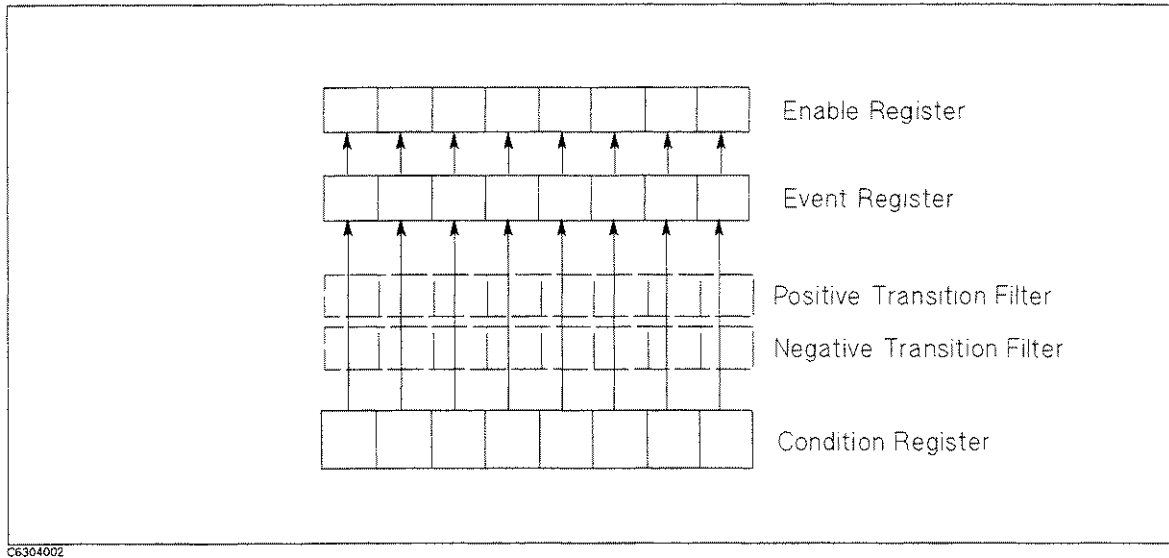 Enable Register
Event Register
Positive Transition Filter
Negative Transition Filter
Condition Register
C6304002